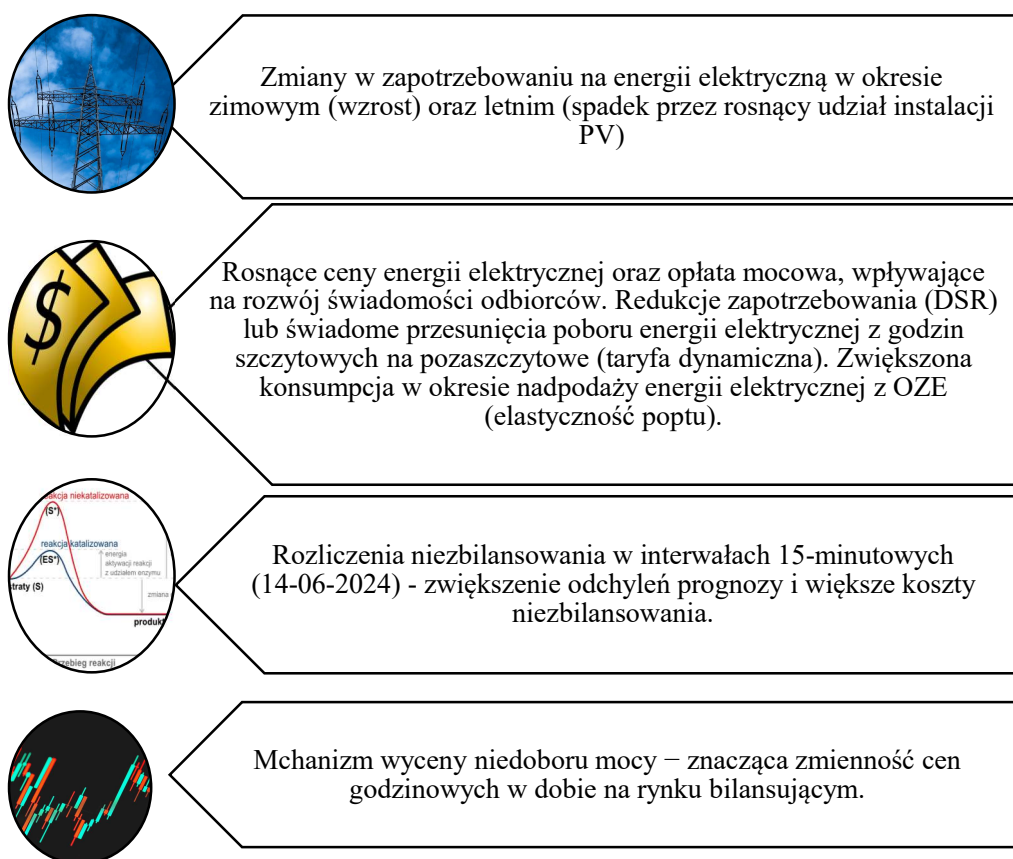 Zmiany w zapotrzebowaniu na energii elektryczną w okresie
zimowym (wzrost) oraz letnim (spadek przez rosnący udział instalacji
PV)
$
Rosnące ceny energii elektrycznej oraz opłata mocowa, wpływające
na rozwój świadomości odbiorców. Redukcje zapotrzebowania (DSR)
lub świadome przesunięcia poboru energii elektrycznej z godzin
szczytowych na pozaszczytowe (taryfa dynamiczna). Zwiększona
konsumpcja w okresie nadpodaży energii elektrycznej z OZE
(elastyczność poptu).
eakcja niekatalizowana
(S*)
reakcja katalizowana
(ES*)
energia
aktywacji reakcji
z udziałem enzymu
straty (S)
zmiana
produkt
rzebieg reakcji
Rozliczenia niezbilansowania w interwałach 15-minutowych
(14-06-2024) - zwiększenie odchyleń prognozy i większe koszty
niezbilansowania.
Mchanizm wyceny niedoboru mocy − znacząca zmienność cen
godzinowych w dobie na rynku bilansującym.